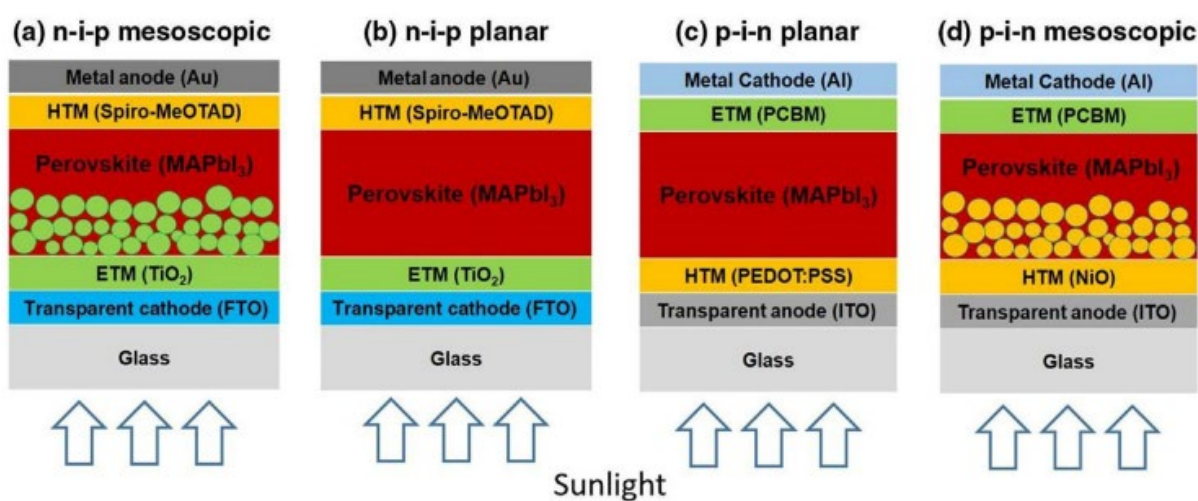 (a) n-i-p mesoscopic
Metal anode (Au)
HTM (Spiro-MeOTAD)
Perovskite (MAPbI₃)
ETM (TiO₂)
Transparent cathode (FTO)
Glass
(b) n-i-p planar
Metal anode (Au)
HTM (Spiro-MeOTAD)
Perovskite (MAPbI₃)
ETM (TiO₂)
Transparent cathode (FTO)
Glass
(c) p-i-n planar
Metal Cathode (Al)
ETM (PCBM)
Perovskite (MAPbI₃)
HTM (PEDOT:PSS)
Transparent anode (ITO)
Glass
(d) p-i-n mesoscopic
Metal Cathode (Al)
ETM (PCBM)
Perovskite (MAPbI₃)
HTM (NiO)
Transparent anode (ITO)
Glass
Sunlight